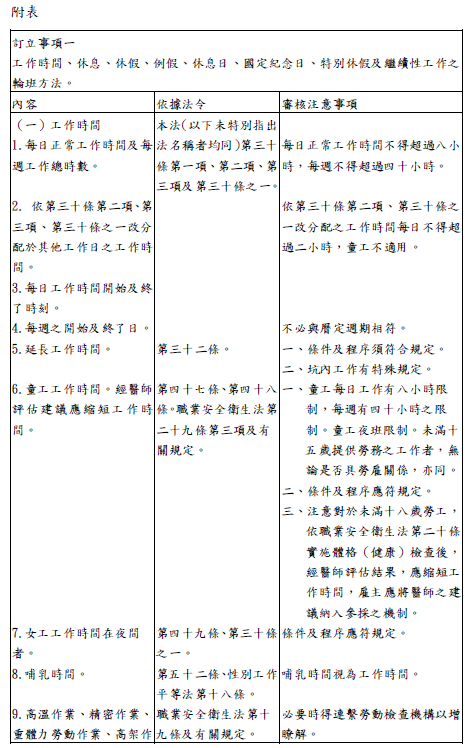 附表
訂立事項一
工作時間、休息、休假、例假、休息日、國定紀念日、特別休假及繼續性工作之
輪班方法。
內容
依據法令
審核注意事項
（一）工作時間
1.每日正常工作時間及每
週工作總時數。
本法(以下未特別指出
法名稱者均同)第三十
條第一項、第二項、第
三項及第三十條之一。
每日正常工作時間不得超過八小
時，每週不得超過四十小時。
2. 依第三十條第二項、第
三項、第三十條之一改分
配於其他工作日之工作時
間。
依第三十條第二項、第三十條之
一改分配之工作時間每日不得超
過二小時，童工不適用。
3.每日工作時間開始及終
了時刻。
4.每週之開始及終了日。
不必與曆定週期相符。
5.延長工作時間。
第三十二條。
一、條件及程序須符合規定。
二、坑內工作有特殊規定。
6.童工工作時間。經醫師
評估建議應縮短工作時
間。
第四十七條、第四十八
條。職業安全衛生法第
二十九條第三項及有
關規定。
一、童工每日工作有八小時限
制，每週有四十小時之限
制。童工夜班限制。未滿十
五歲提供勞務之工作者，無
論是否具勞雇關係，亦同。
二、條件及程序應符規定。
三、注意對於未滿十八歲勞工，
依職業安全衛生法第二十條
實施體格（健康）檢查後，
經醫師評估結果，應縮短工
作時間，雇主應將醫師之建
議納入參採之機制。
7.女工工作時間在夜間
者。
第四十九條、第三十條
之一。
條件及程序應符規定。
8.哺乳時間。
第五十二條、性別工作
平等法第十八條。
哺乳時間視為工作時間。
9.高溫作業、精密作業、
重體力勞動作業、高架作
職業安全衛生法第十
九條及有關規定。
必要時得連繫勞動檢查機構以增
瞭解。